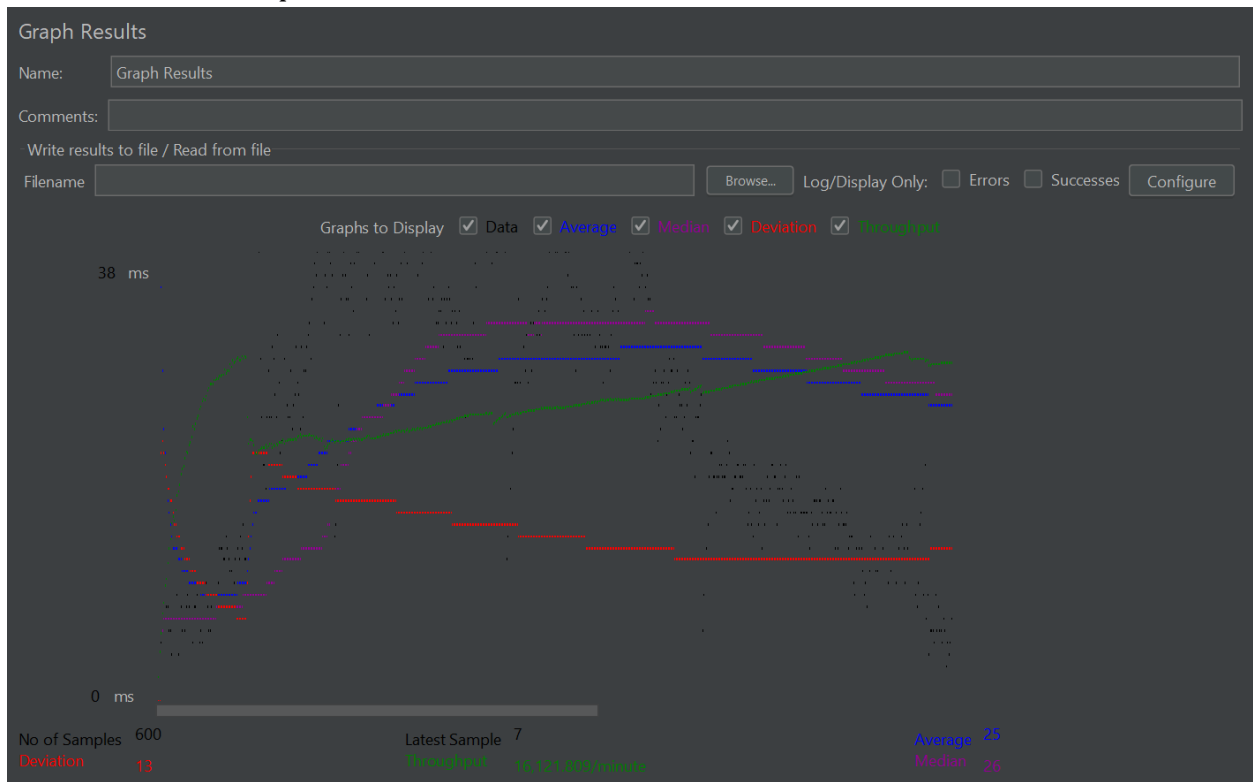 Graph Results
Name: Graph Results
Comments:
Write results to file / Read from file
Filename Browse... Log/Display Only: Errors Successes Configure
Graphs to Display Data Average Median Deviation Throughput
38 ms
0 ms
No of Samples 600 Latest Sample 7 Average 25
Deviation 13 Throughput 16,121.809/minute Median